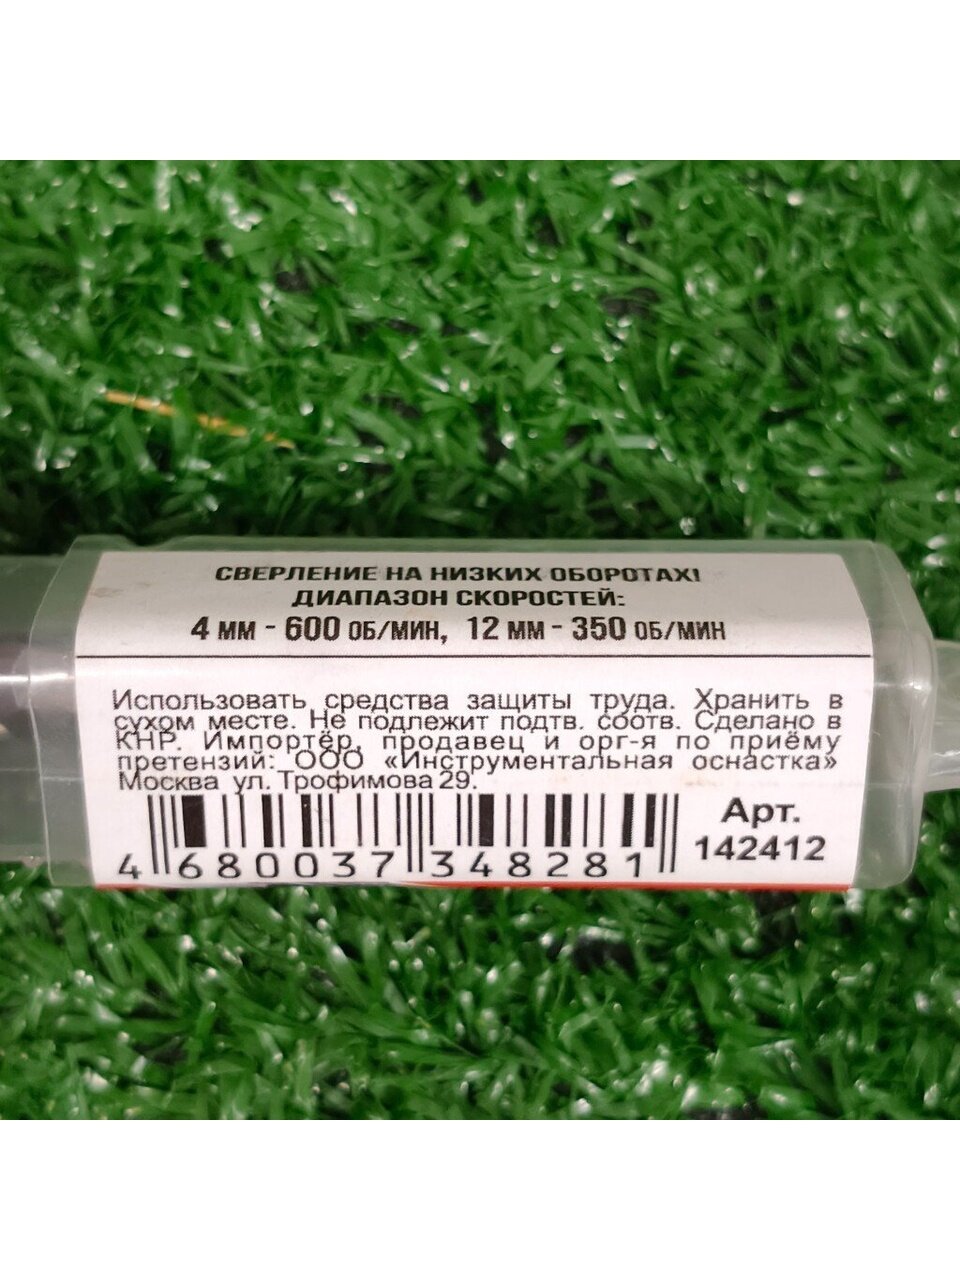 СВЕРЛЕНИЕ НА НИЗКИХ ОБОРОТАХ!
ДИАПАЗОН СКОРОСТЕЙ:
4 ММ - 600 ОБ/МИН, 12 ММ - 350 ОБ/МИН
Использовать средства защиты труда. Хранить в
сухом месте. Не подлежит подтв. соотв. Сделано в
КНР. Импортёр, продавец и орг-я по приёму
претензий: ООО «Инструментальная оснастка»
Москва ул. Трофимова 29.
Арт.
142412
4 680037 348281